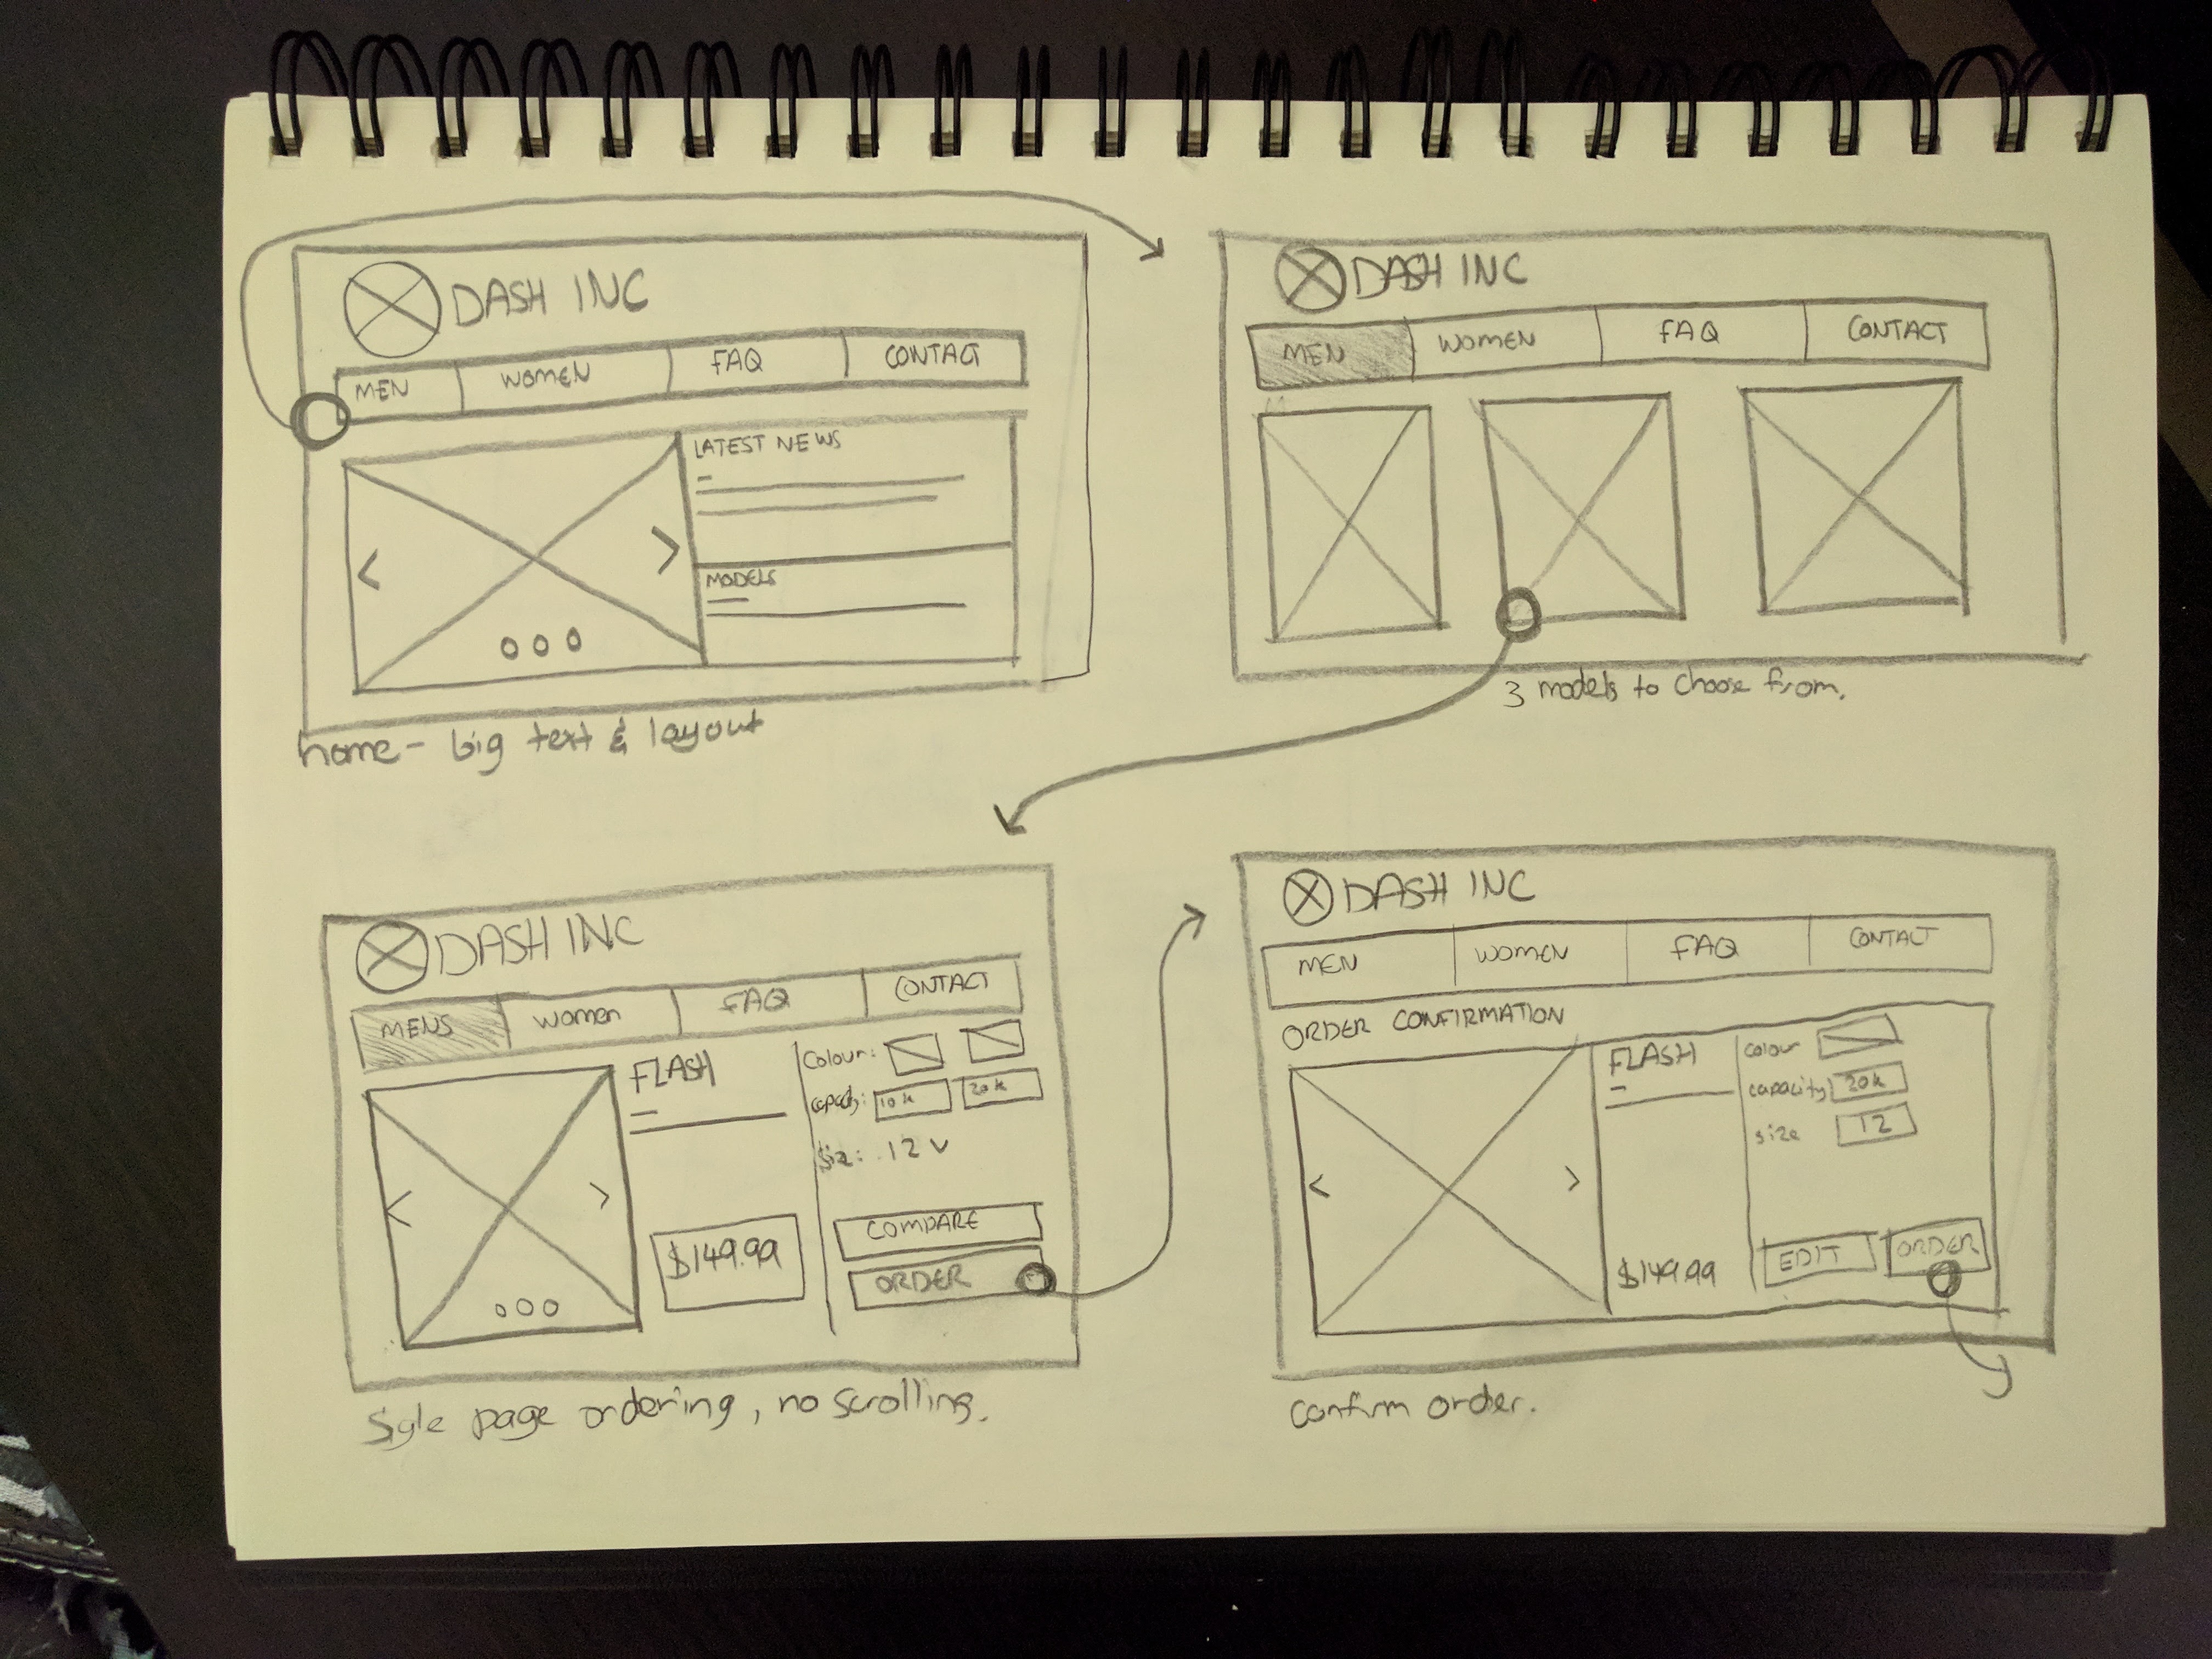 DASH INC
MEN WOMEN FAQ CONTACT
LATEST NEWS
MODELS
home - big text & layout
DASH INC
MEN WOMEN FAQ CONTACT
3 models to choose from.
DASH INC
MENS women FAQ CONTACT
FLASH
$149.99
Colour:
capacity: 10k 20k
Size: 12 v
COMPARE
ORDER
page ordering, no scrolling.
DASH INC
MEN WOMEN FAQ CONTACT
ORDER CONFIRMATION
FLASH
$149.99
colour
capacity 20k
size 12
EDIT ORDER
confirm order.